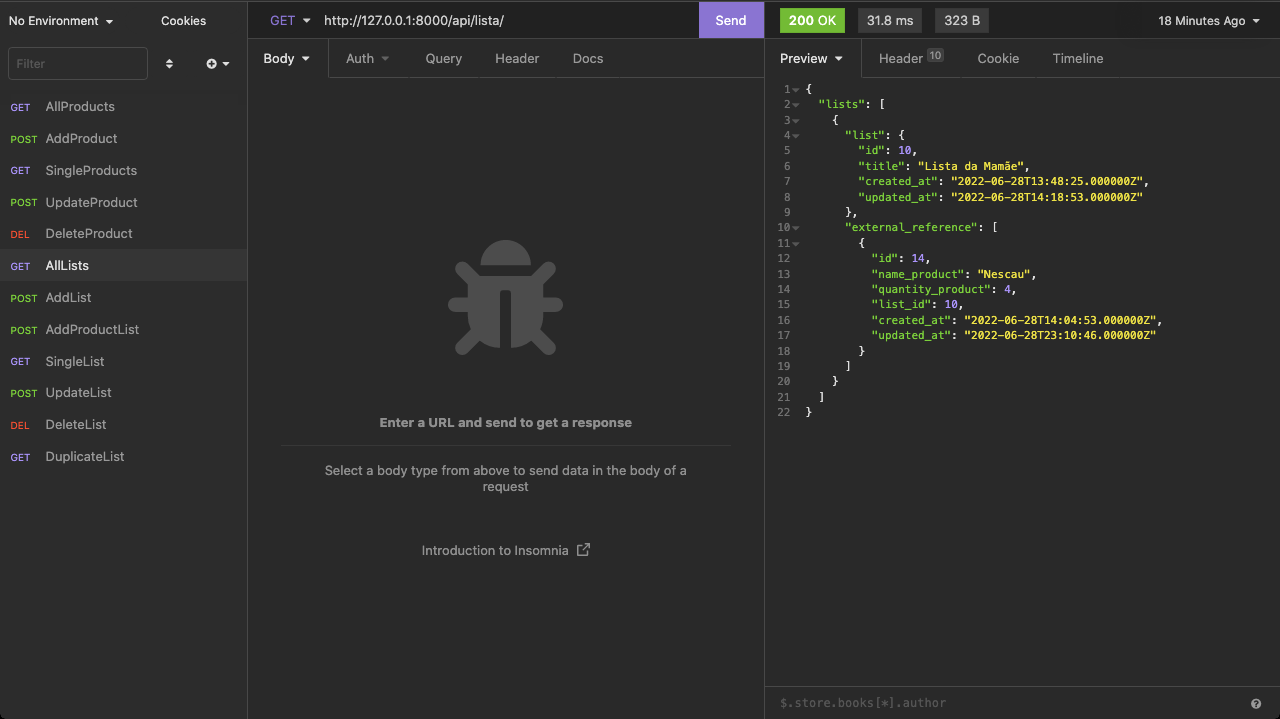 No Environment
Cookies
Filter
GET AllProducts
POST AddProduct
GET SingleProducts
POST UpdateProduct
DEL DeleteProduct
GET AllLists
POST AddList
POST AddProductList
GET SingleList
POST UpdateList
DEL DeleteList
GET DuplicateList
GET http://127.0.0.1:8000/api/lista/ Send
Body Auth Query Header Docs
Enter a URL and send to get a response
Select a body type from above to send data in the body of a
request
Introduction to Insomnia
200 OK 31.8 ms 323 B 18 Minutes Ago
Preview Header 10 Cookie Timeline
1 {
2 "lists": [
3 {
4 "list": {
5 "id": 10,
6 "title": "Lista da Mamãe",
7 "created_at": "2022-06-28T13:48:25.000000Z",
8 "updated_at": "2022-06-28T14:18:53.000000Z"
9 },
10 "external_reference": [
11 {
12 "id": 14,
13 "name_product": "Nescau",
14 "quantity_product": 4,
15 "list_id": 10,
16 "created_at": "2022-06-28T14:04:53.000000Z",
17 "updated_at": "2022-06-28T23:10:46.000000Z"
18 }
19 ]
20 }
21 ]
22 }
$.store.books[*].author